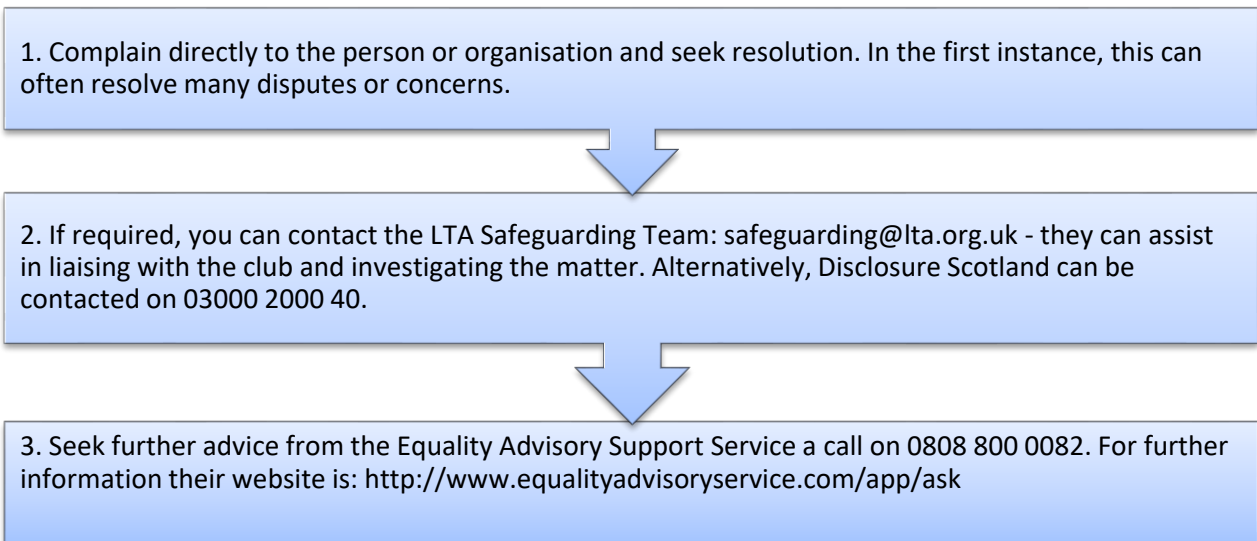 1. Complain directly to the person or organisation and seek resolution. In the first instance, this can
often resolve many disputes or concerns.
2. If required, you can contact the LTA Safeguarding Team: safeguarding@lta.org.uk - they can assist
in liaising with the club and investigating the matter. Alternatively, Disclosure Scotland can be
contacted on 03000 2000 40.
3. Seek further advice from the Equality Advisory Support Service a call on 0808 800 0082. For further
information their website is: http://www.equalityadvisoryservice.com/app/ask